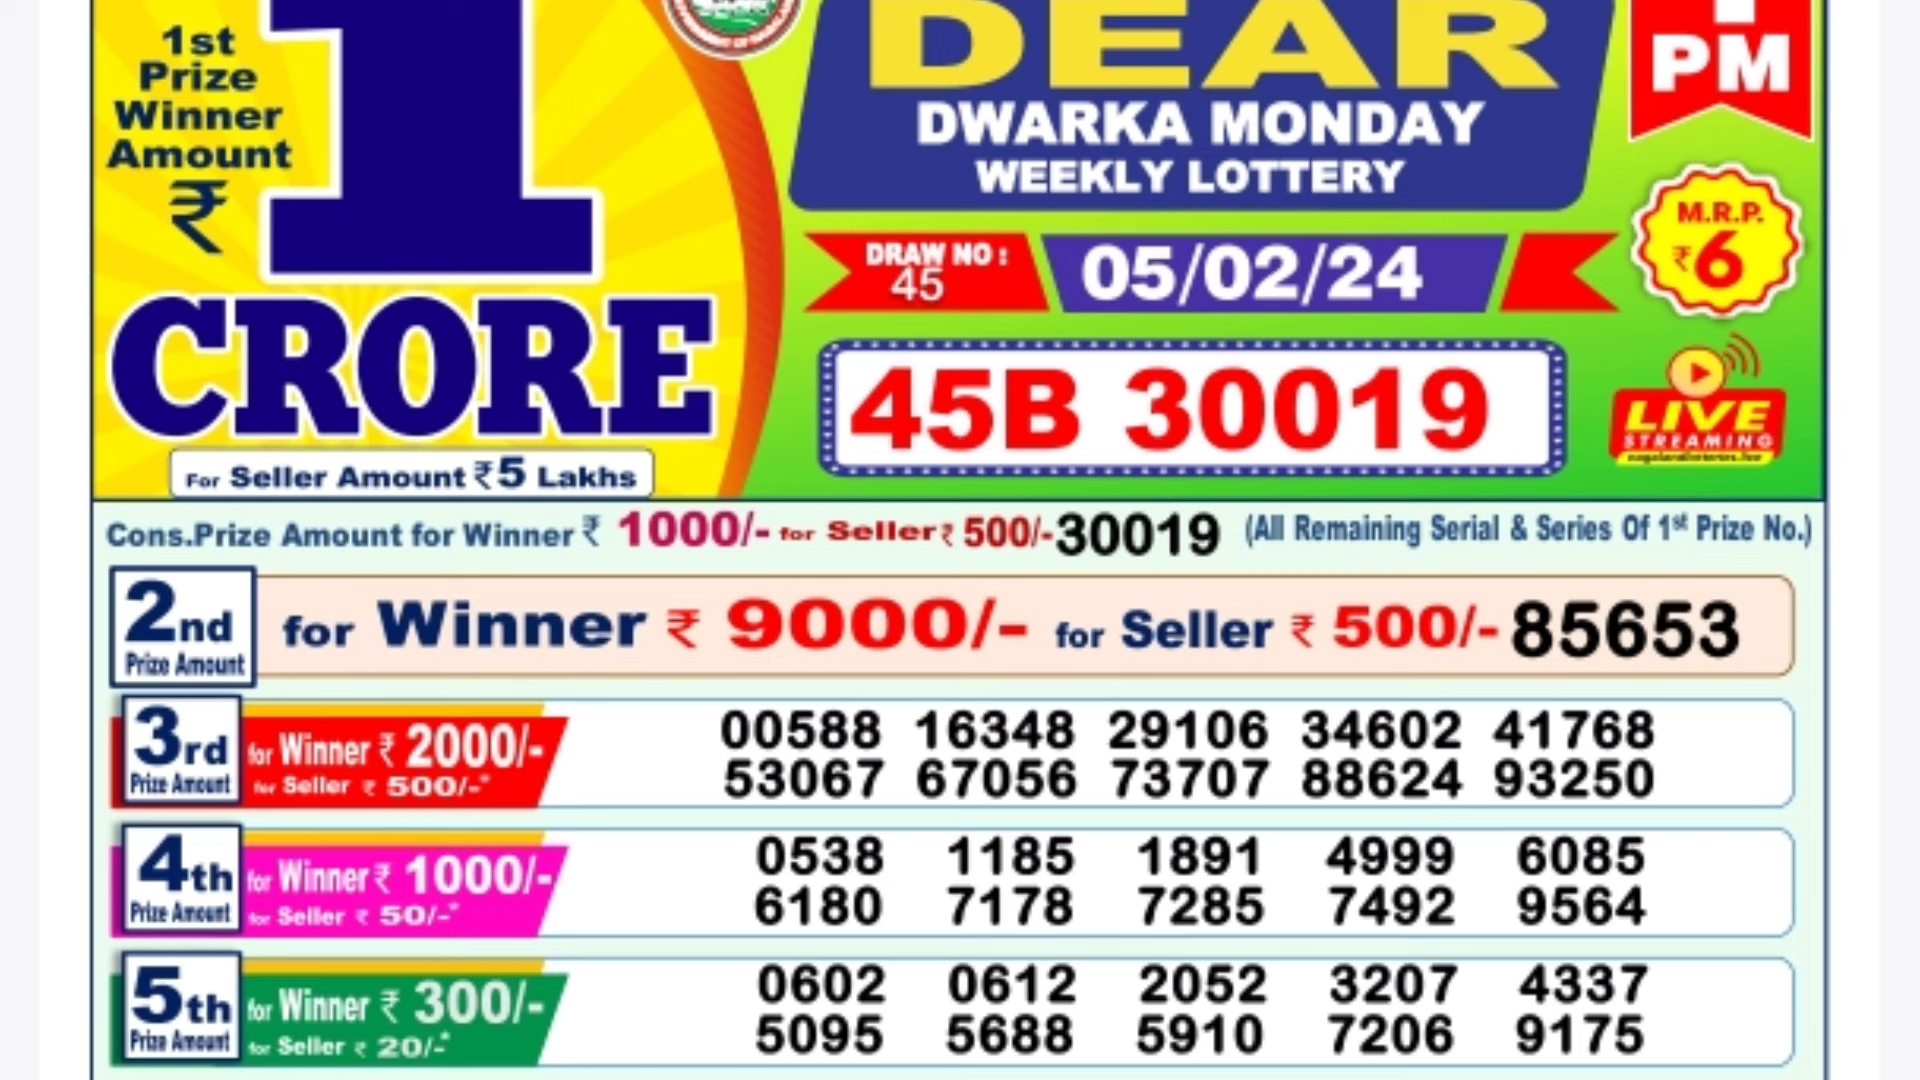 1
1st
Prize
Winner
Amount
₹
CRORE
For Seller Amount ₹5 Lakhs
DEAR
DWARKA MONDAY
WEEKLY LOTTERY
PM
DRAW NO :
45
05/02/24
M.R.P.
₹6
45B 30019
LIVE
STREAMING
Cons.Prize Amount for Winner ₹ 1000/- for Seller ₹ 500/- 30019 (All Remaining Serial & Series Of 1st Prize No.)
2nd
Prize Amount
for Winner ₹ 9000/- for Seller ₹ 500/- 85653
3rd
Prize Amount
for Winner ₹ 2000/-
for Seller ₹ 500/-*
00588 16348 29106 34602 41768
53067 67056 73707 88624 93250
4th
Prize Amount
for Winner ₹ 1000/-
for Seller ₹ 50/-*
0538 1185 1891 4999 6085
6180 7178 7285 7492 9564
5th
Prize Amount
for Winner ₹ 300/-
for Seller ₹ 20/-*
0602 0612 2052 3207 4337
5095 5688 5910 7206 9175